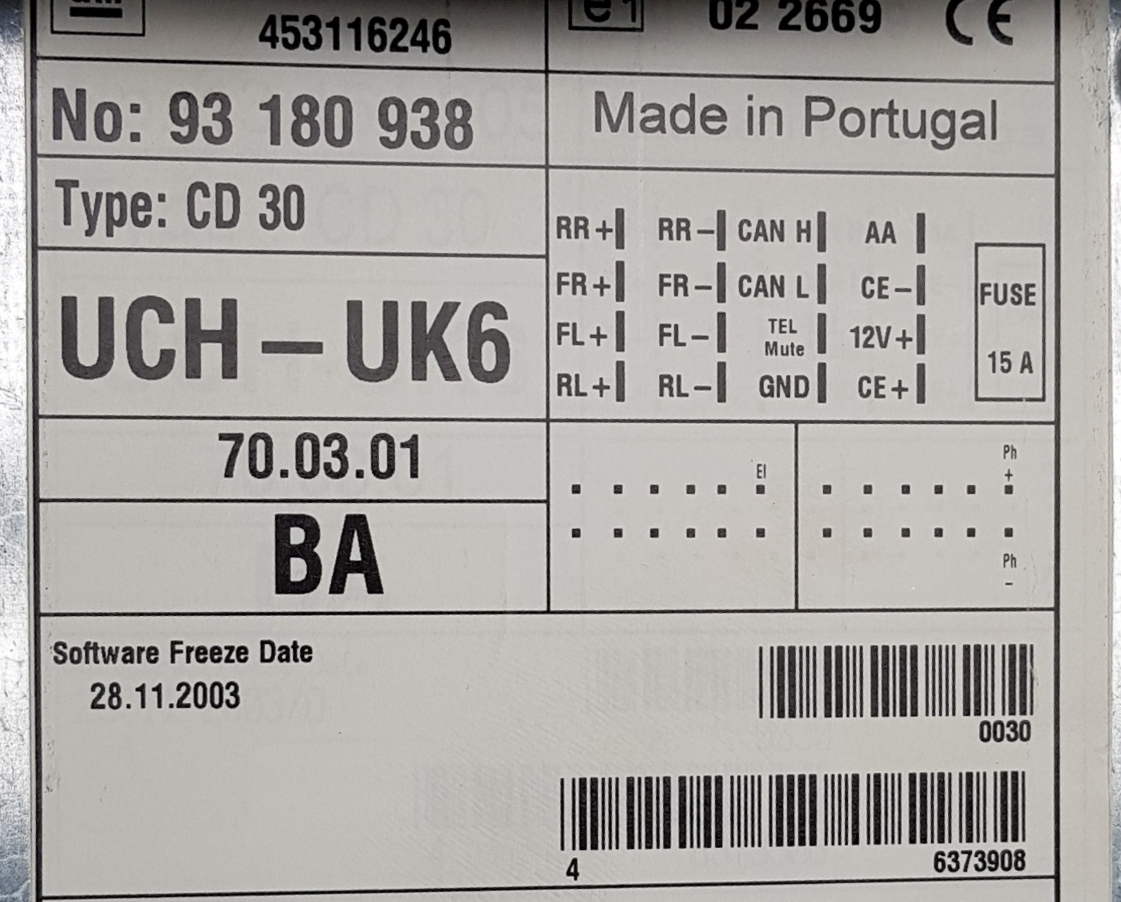 453116246
e1 02 2669 CE
No: 93 180 938
Made in Portugal
Type: CD 30
UCH – UK6
70.03.01
BA
RR+ RR– CAN H AA
FR+ FR– CAN L CE–
FL+ FL– TEL Mute 12V+
RL+ RL– GND CE+
FUSE
15 A
El
Ph
+
Ph
–
Software Freeze Date
28.11.2003
0030
4 6373908